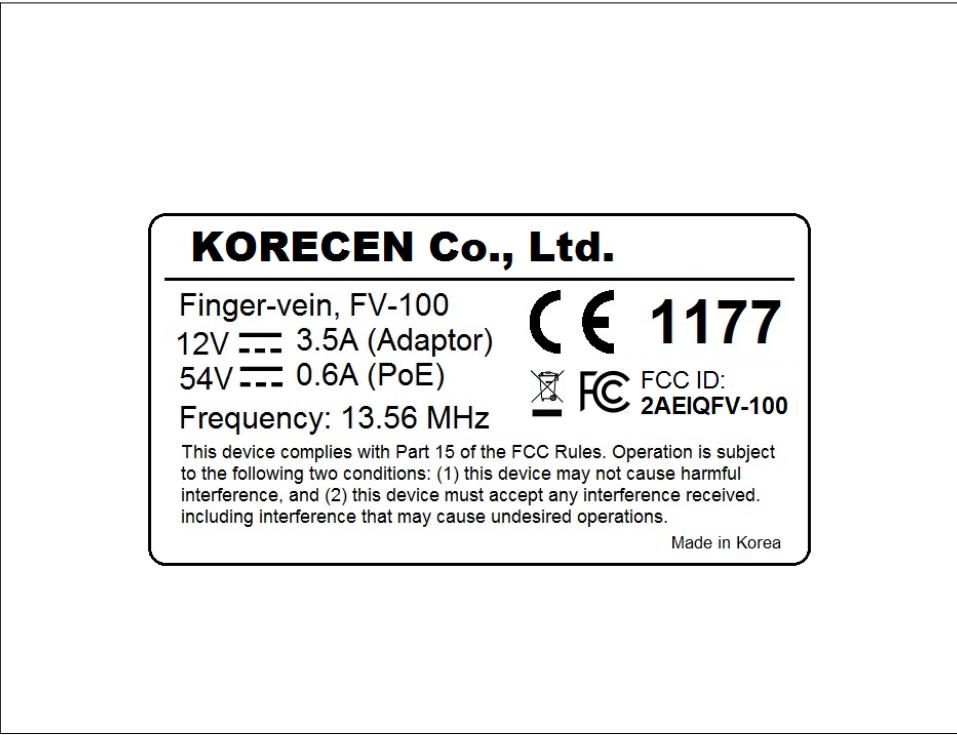 KORECEN Co., Ltd.
Finger-vein, FV-100
12V 3.5A (Adaptor)
54V 0.6A (PoE)
Frequency: 13.56 MHz
CE 1177
FC FCC ID:
2AEIQFV-100
This device complies with Part 15 of the FCC Rules. Operation is subject
to the following two conditions: (1) this device may not cause harmful
interference, and (2) this device must accept any interference received.
including interference that may cause undesired operations.
Made in Korea